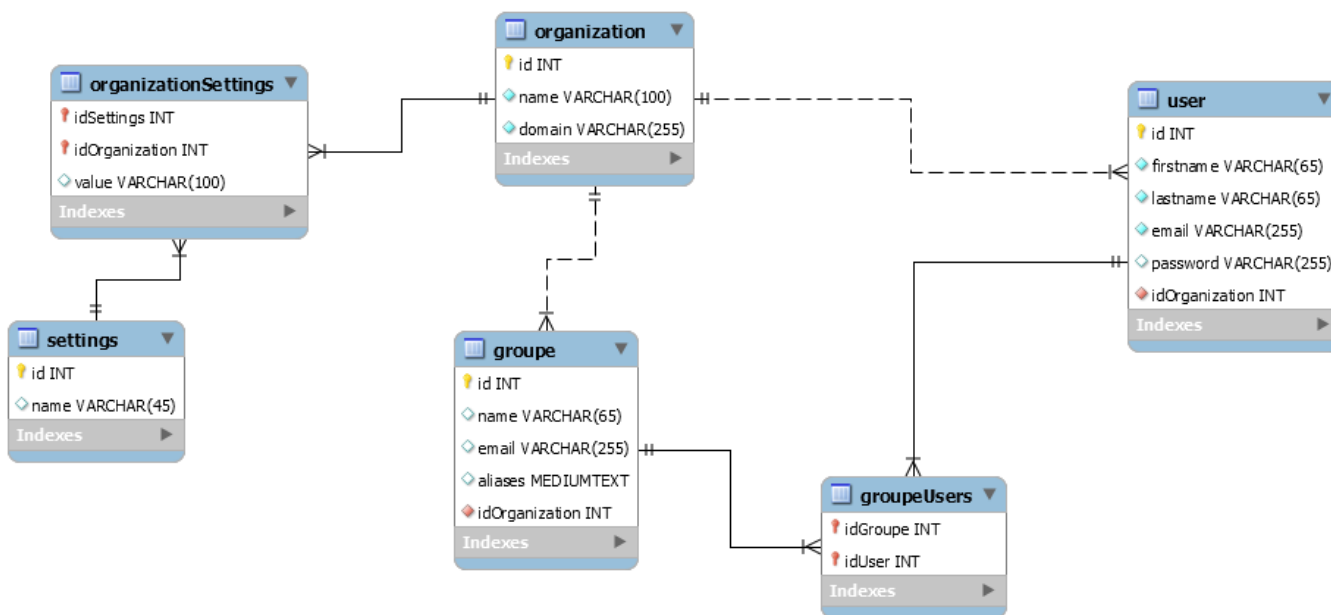 organization
id INT
name VARCHAR(100)
domain VARCHAR(255)
Indexes
organizationSettings
idSettings INT
idOrganization INT
value VARCHAR(100)
Indexes
user
id INT
firstname VARCHAR(65)
lastname VARCHAR(65)
email VARCHAR(255)
password VARCHAR(255)
idOrganization INT
Indexes
settings
id INT
name VARCHAR(45)
Indexes
groupe
id INT
name VARCHAR(65)
email VARCHAR(255)
aliases MEDIUMTEXT
idOrganization INT
Indexes
groupeUsers
idGroupe INT
idUser INT
Indexes